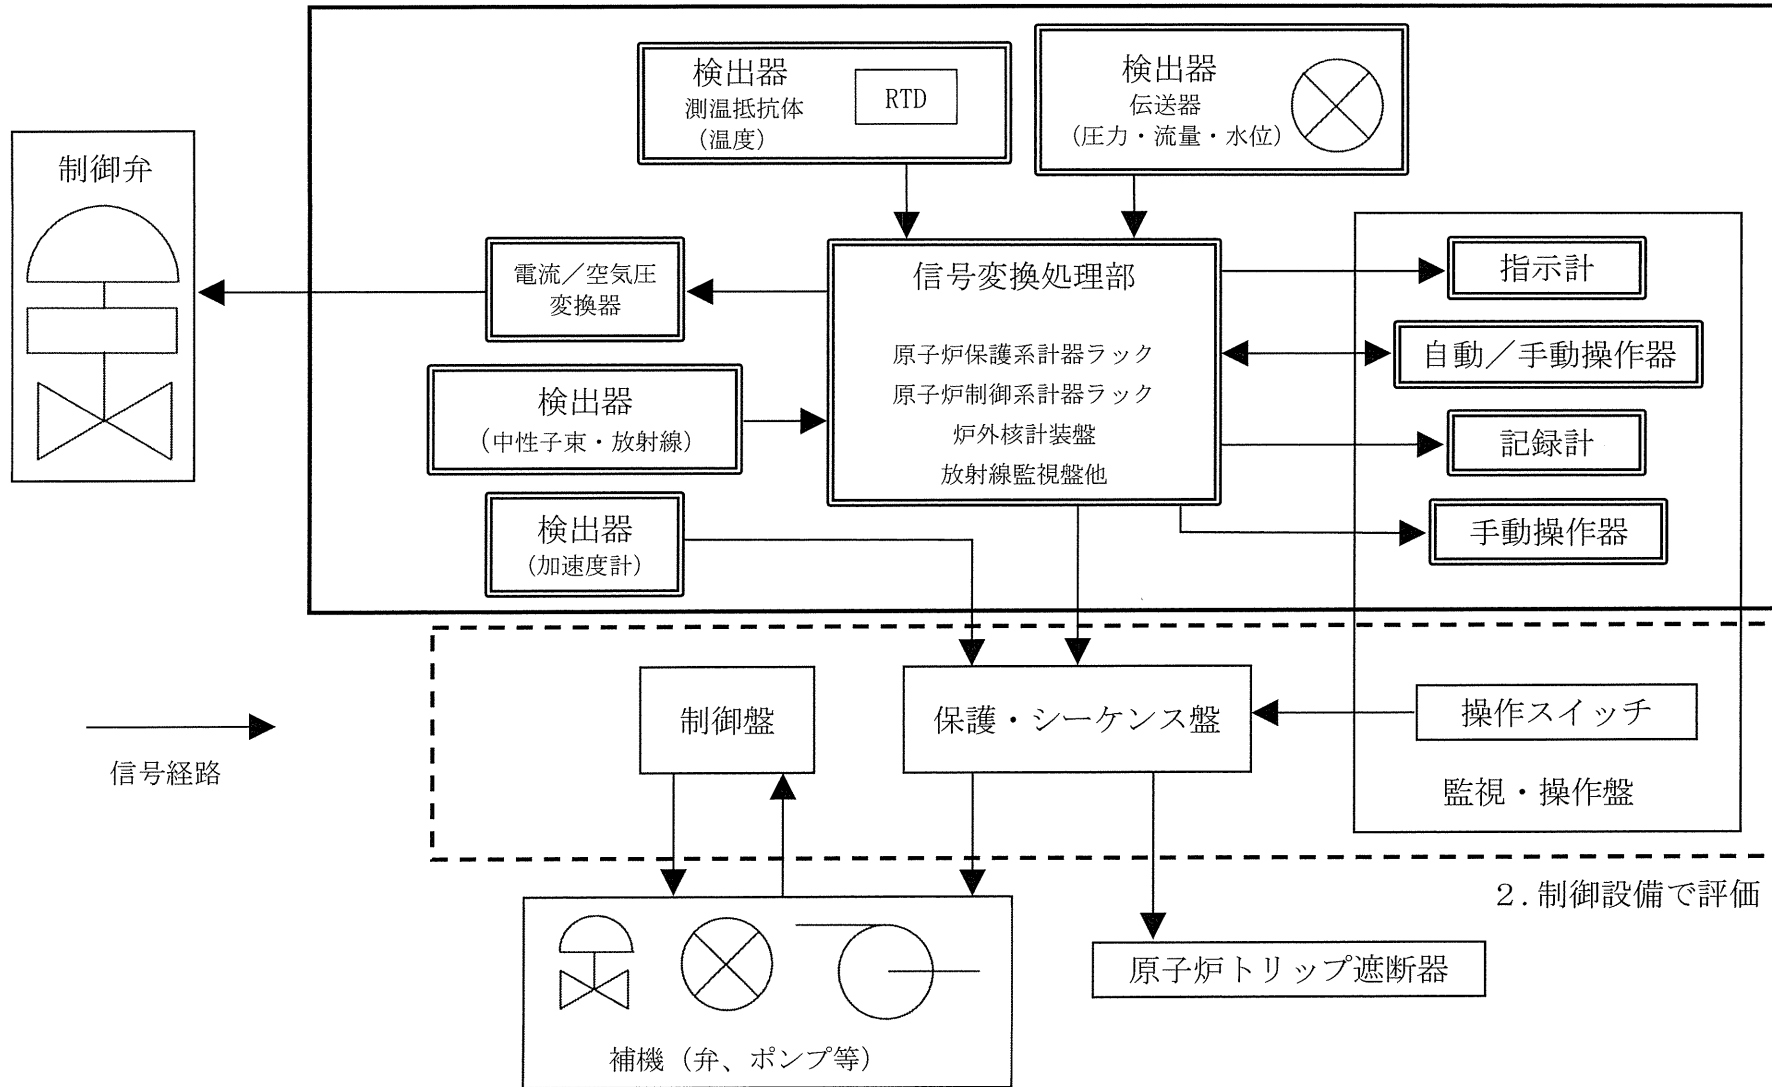 検出器
測温抵抗体
(温度)
RTD
検出器
伝送器
(圧力・流量・水位)
制御弁
電流／空気圧
変換器
検出器
(中性子束・放射線)
検出器
(加速度計)
信号変換処理部
原子炉保護系計器ラック
原子炉制御系計器ラック
炉外核計装盤
放射線監視盤他
指示計
自動／手動操作器
記録計
手動操作器
信号経路
制御盤
保護・シーケンス盤
操作スイッチ
監視・操作盤
2.制御設備で評価
原子炉トリップ遮断器
補機（弁、ポンプ等）